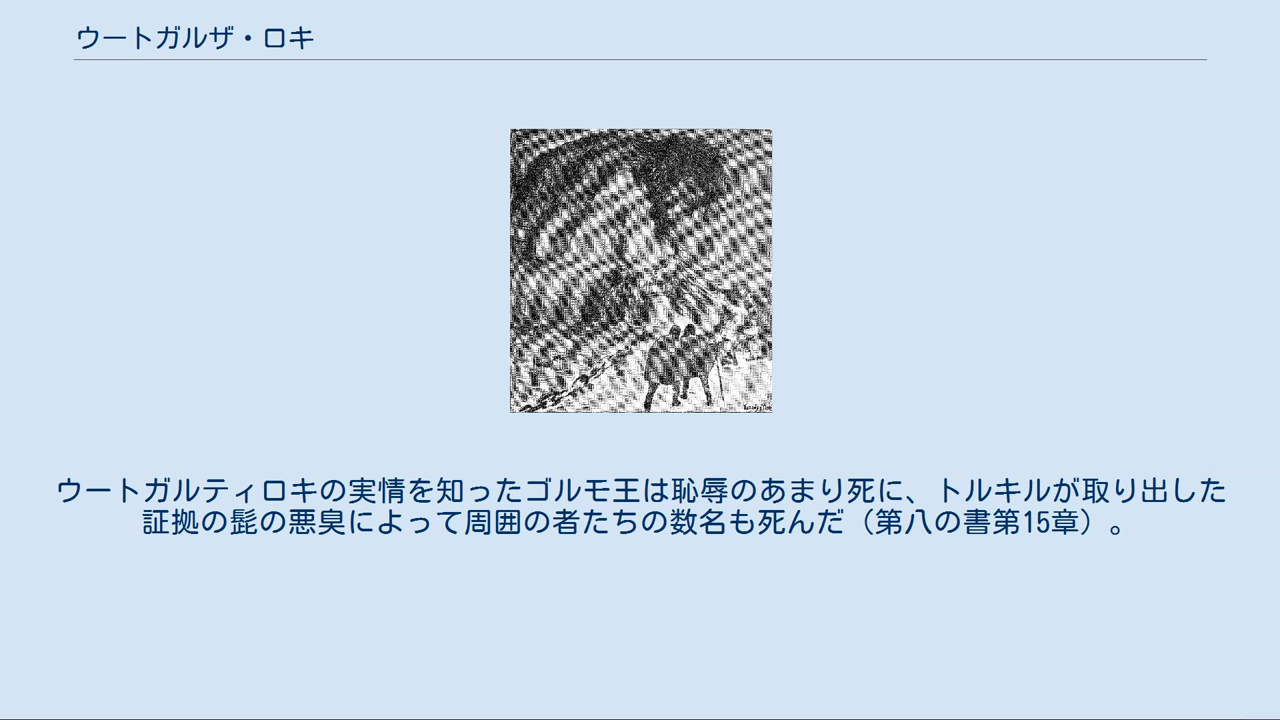 ウートガルザ・ロキ
ウートガルティロキの実情を知ったゴルモ王は恥辱のあまり死に、トルキルが取り出した
証拠の髭の悪臭によって周囲の者たちの数名も死んだ（第八の書第15章）。